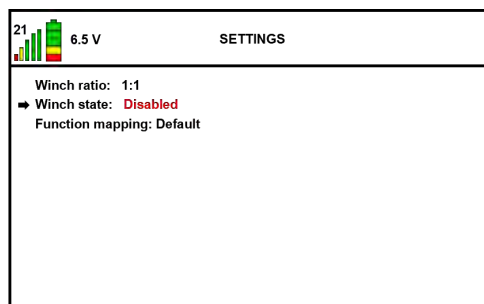 21
6.5 V
SETTINGS
Winch ratio: 1:1
Winch state: Disabled
Function mapping: Default